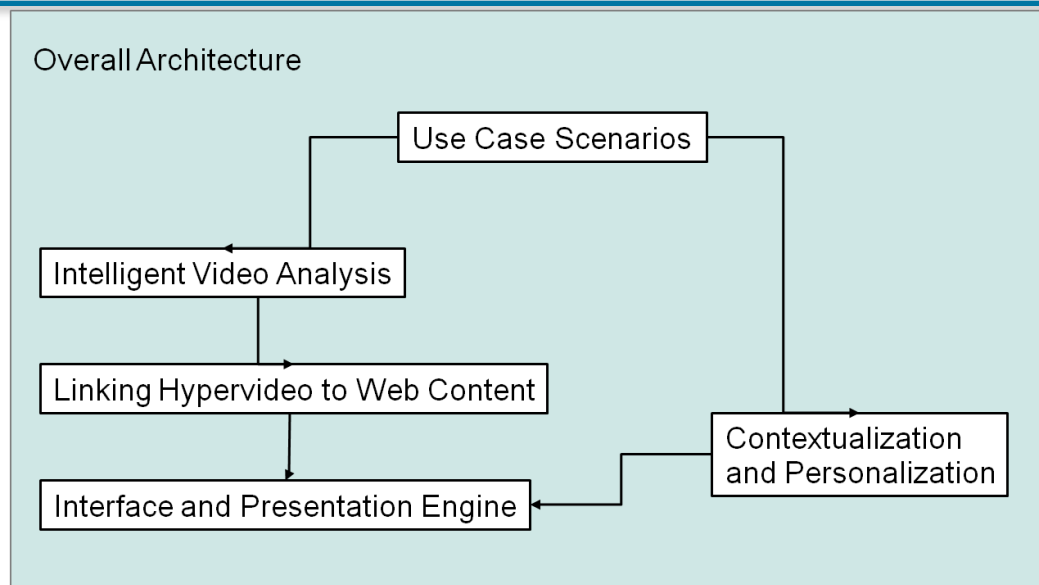 Overall Architecture
Use Case Scenarios
Intelligent Video Analysis
Linking Hypervideo to Web Content
Contextualization
and Personalization
Interface and Presentation Engine